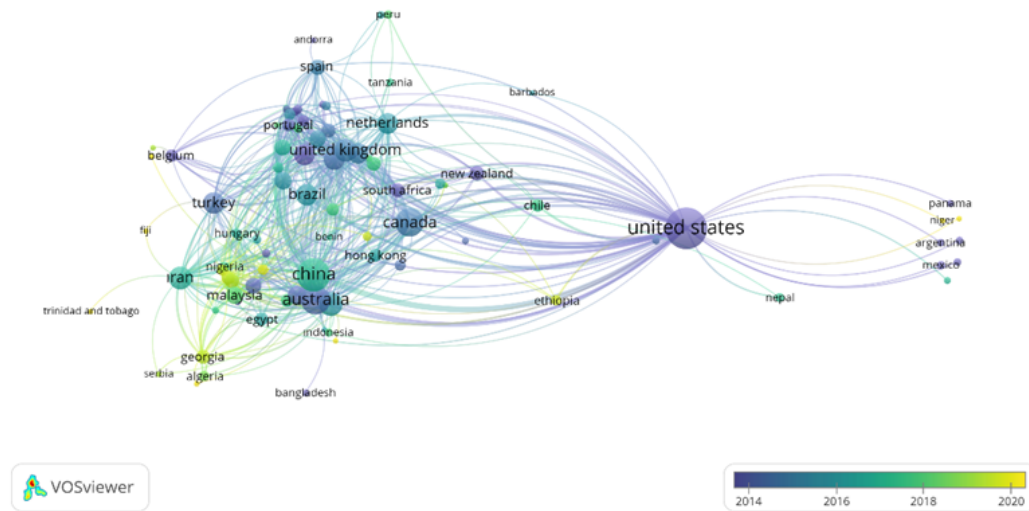 peru
andorra
spain
tanzania
barbados
portugal
netherlands
belgium
united kingdom
new zealand
south africa
brazil
turkey
chile
panama
niger
canada
united states
fiji
hungary
benin
argentina
hong kong
mexico
nigeria
china
iran
malaysia
australia
ethiopia
nepal
trinidad and tobago
egypt
indonesia
georgia
serbia
algeria
bangladesh
VOSviewer
2014 2016 2018 2020